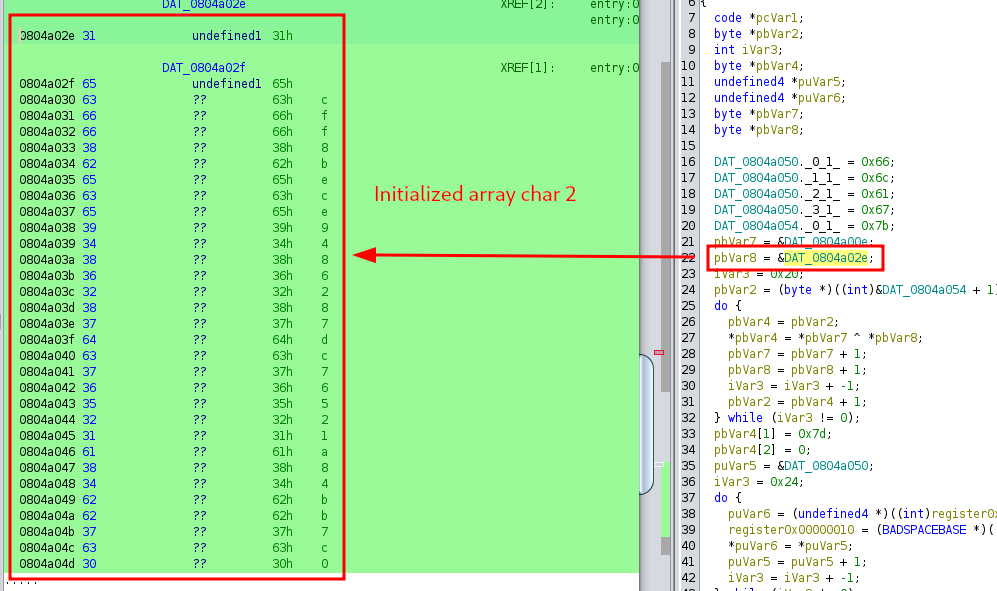 DAT_0804a02e XREF[2]: entry:0
entry:0
0804a02e 31 undefined1 31h
DAT_0804a02f XREF[1]: entry:0
0804a02f 65 undefined1 65h
0804a030 63 ?? 63h c
0804a031 66 ?? 66h f
0804a032 66 ?? 66h f
0804a033 38 ?? 38h 8
0804a034 62 ?? 62h b
0804a035 65 ?? 65h e
0804a036 63 ?? 63h c
0804a037 65 ?? 65h e
0804a038 39 ?? 39h 9
0804a039 34 ?? 34h 4
0804a03a 38 ?? 38h 8
0804a03b 36 ?? 36h 6
0804a03c 32 ?? 32h 2
0804a03d 38 ?? 38h 8
0804a03e 37 ?? 37h 7
0804a03f 64 ?? 64h d
0804a040 63 ?? 63h c
0804a041 37 ?? 37h 7
0804a042 36 ?? 36h 6
0804a043 35 ?? 35h 5
0804a044 32 ?? 32h 2
0804a045 31 ?? 31h 1
0804a046 61 ?? 61h a
0804a047 38 ?? 38h 8
0804a048 34 ?? 34h 4
0804a049 62 ?? 62h b
0804a04a 62 ?? 62h b
0804a04b 37 ?? 37h 7
0804a04c 63 ?? 63h c
0804a04d 30 ?? 30h 0
Initialized array char 2
6 {
7 code *pcVar1;
8 byte *pbVar2;
9 int iVar3;
10 byte *pbVar4;
11 undefined4 *puVar5;
12 undefined4 *puVar6;
13 byte *pbVar7;
14 byte *pbVar8;
15
16 DAT_0804a050._0_1_ = 0x66;
17 DAT_0804a050._1_1_ = 0x6c;
18 DAT_0804a050._2_1_ = 0x61;
19 DAT_0804a050._3_1_ = 0x67;
20 DAT_0804a054._0_1_ = 0x7b;
21 pbVar7 = &DAT_0804a00e;
22 pbVar8 = &DAT_0804a02e;
23 iVar3 = 0x20;
24 pbVar2 = (byte *)((int)&DAT_0804a054 + 1)
25 do {
26 pbVar4 = pbVar2;
27 *pbVar4 = *pbVar7 ^ *pbVar8;
28 pbVar7 = pbVar7 + 1;
29 pbVar8 = pbVar8 + 1;
30 iVar3 = iVar3 + -1;
31 pbVar2 = pbVar4 + 1;
32 } while (iVar3 != 0);
33 pbVar4[1] = 0x7d;
34 pbVar4[2] = 0;
35 puVar5 = &DAT_0804a050;
36 iVar3 = 0x24;
37 do {
38 puVar6 = (undefined4 *)((int)register0x
39 register0x00000010 = (BADSPACEBASE *)(
40 *puVar6 = *puVar5;
41 puVar5 = puVar5 + 1;
42 iVar3 = iVar3 + -1;